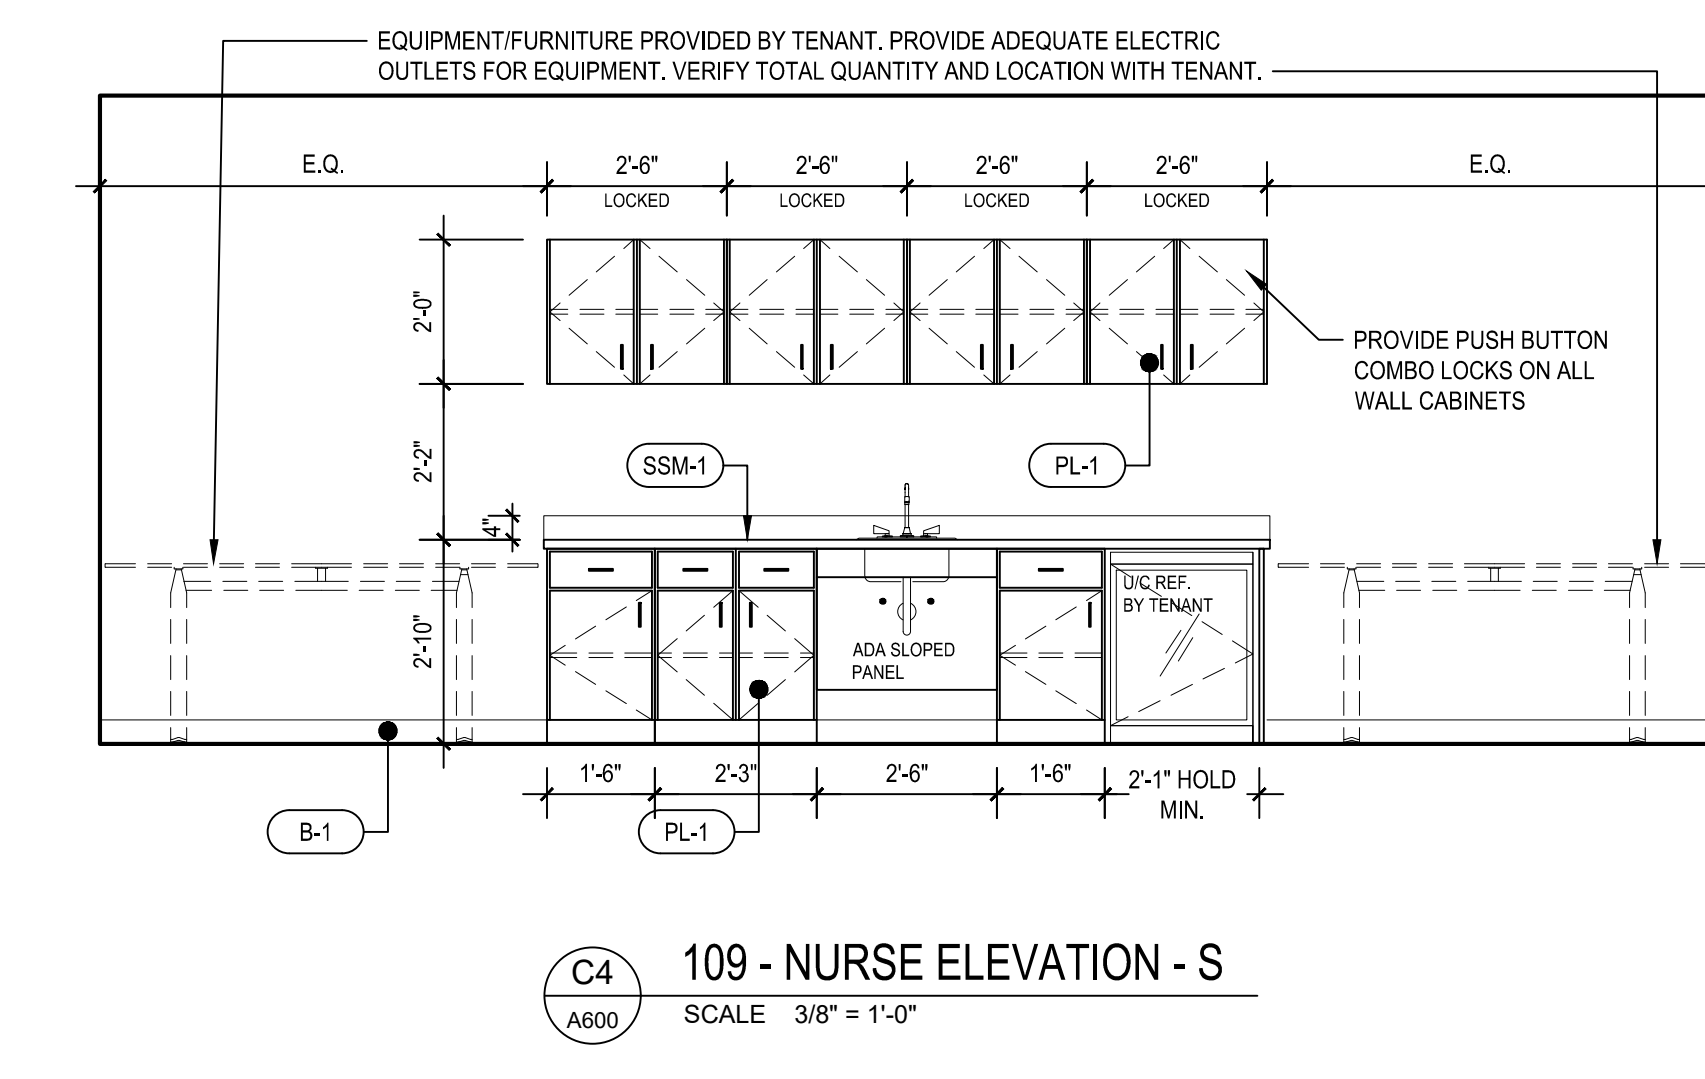 EQUIPMENT/FURNITURE PROVIDED BY TENANT. PROVIDE ADEQUATE ELECTRIC
OUTLETS FOR EQUIPMENT. VERIFY TOTAL QUANTITY AND LOCATION WITH TENANT.
E.Q. 2'-6" 2'-6" 2'-6" 2'-6" E.Q.
LOCKED LOCKED LOCKED LOCKED
2'-0"
PROVIDE PUSH BUTTON
COMBO LOCKS ON ALL
WALL CABINETS
2'-2"
SSM-1 PL-1
4"
U/C REF.
BY TENANT
2'-10"
ADA SLOPED
PANEL
1'-6" 2'-3" 2'-6" 1'-6" 2'-1" HOLD
MIN.
B-1 PL-1
C4
A600
109 - NURSE ELEVATION - S
SCALE 3/8" = 1'-0"